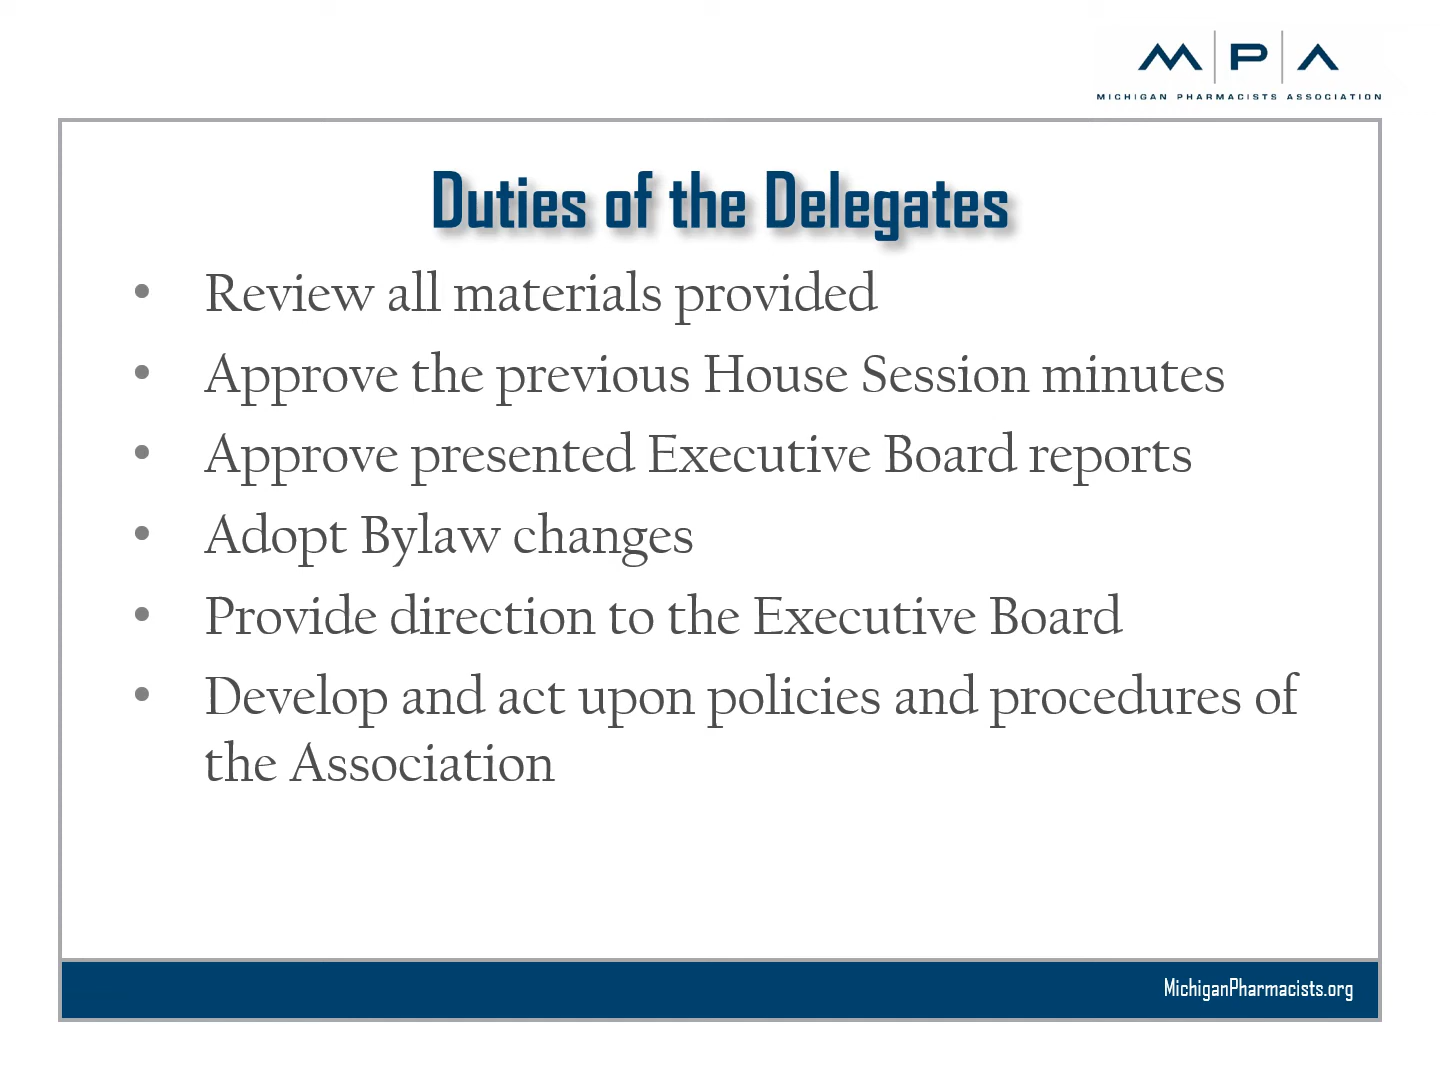 M P A
MICHIGAN PHARMACISTS ASSOCIATION
Duties of the Delegates
• Review all materials provided
• Approve the previous House Session minutes
• Approve presented Executive Board reports
• Adopt Bylaw changes
• Provide direction to the Executive Board
• Develop and act upon policies and procedures of
the Association
MichiganPharmacists.org